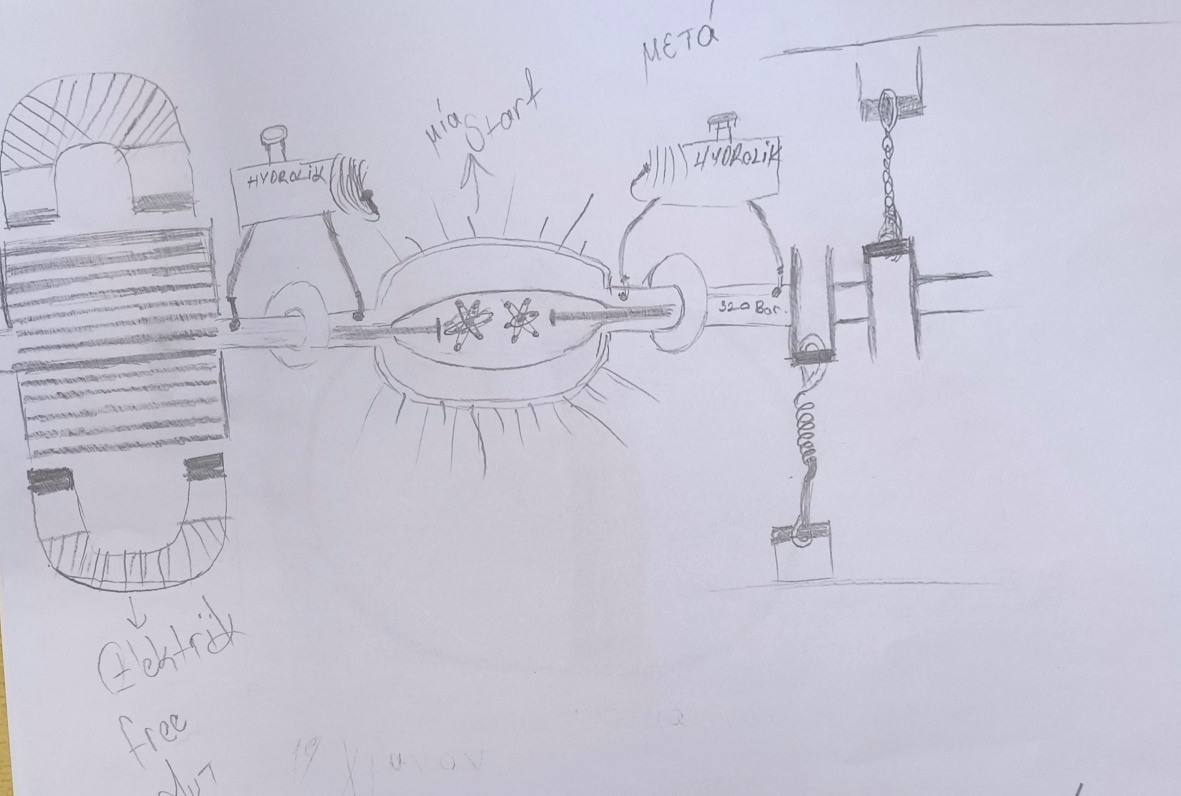 ΜΕΤΆ
μία Start
HYDROLİK
HYDROLİK
320 Bar.
Elektrik
free